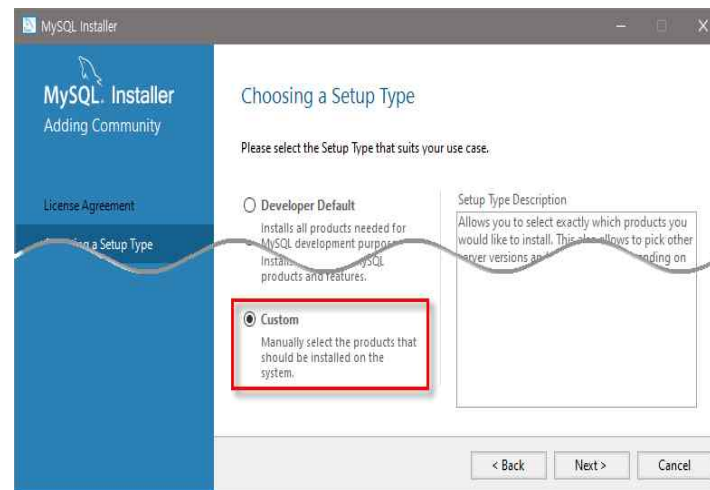 MySQL Installer
MySQL. Installer
Adding Community
Choosing a Setup Type
Please select the Setup Type that suits your use case.
License Agreement
a Setup Type
Developer Default
Installs all products needed for
MySQL development
products and features.
Custom
Manually select the products that
should be installed on the
system.
Setup Type Description
Allows you to select exactly which products you
would like to install. This also allows to pick other
server versions
on
< Back
Next >
Cancel